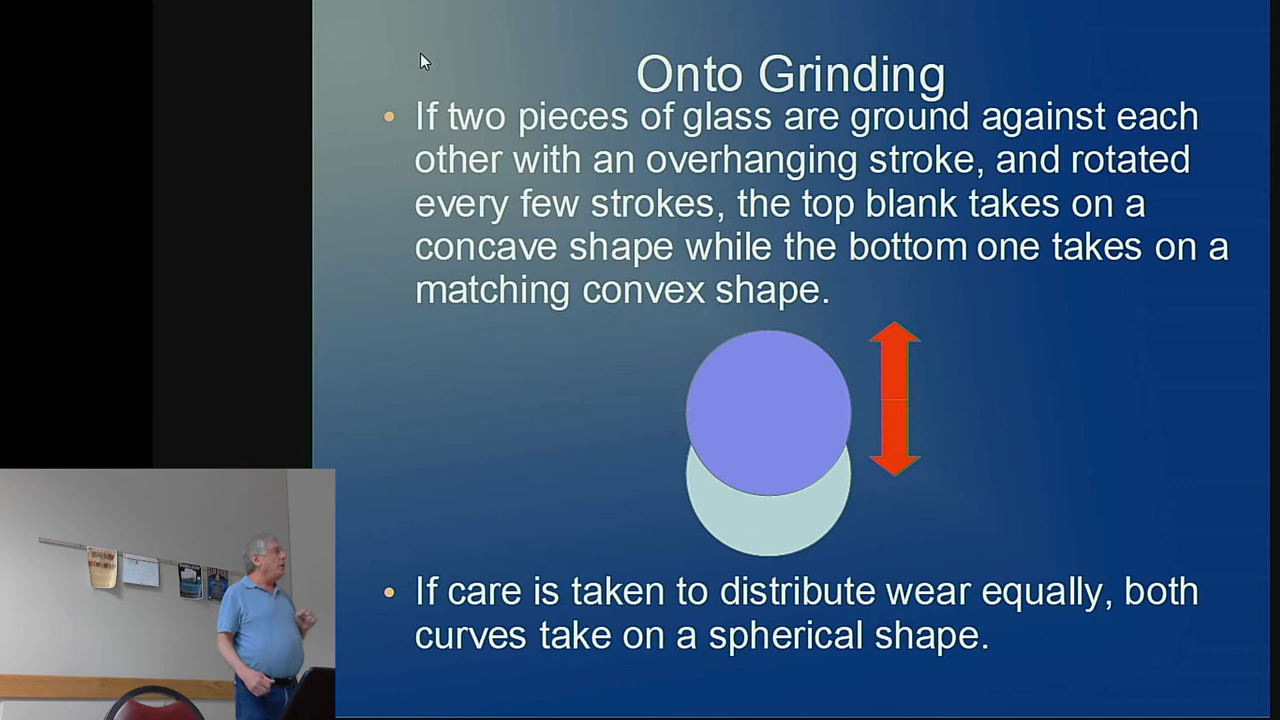 Onto Grinding
• If two pieces of glass are ground against each
other with an overhanging stroke, and rotated
every few strokes, the top blank takes on a
concave shape while the bottom one takes on a
matching convex shape.
• If care is taken to distribute wear equally, both
curves take on a spherical shape.